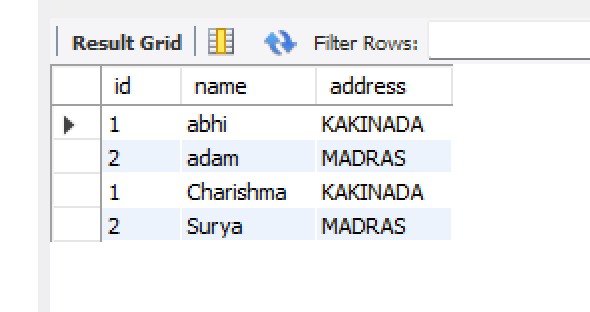 Result Grid Filter Rows:
id name address
1 abhi KAKINADA
2 adam MADRAS
1 Charishma KAKINADA
2 Surya MADRAS